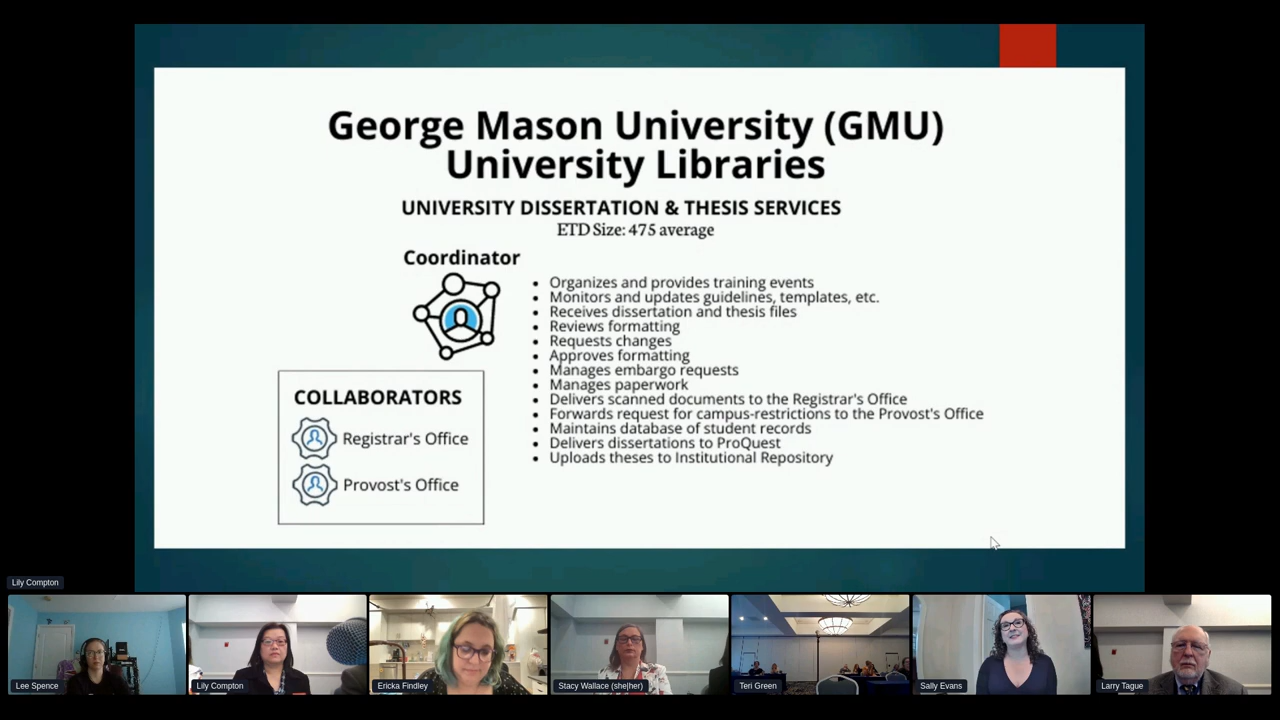 George Mason University (GMU)
University Libraries
UNIVERSITY DISSERTATION & THESIS SERVICES
ETD Size: 475 average
Coordinator
• Organizes and provides training events
• Monitors and updates guidelines, templates, etc.
• Receives dissertation and thesis files
• Reviews formatting
• Requests changes
• Approves formatting
• Manages embargo requests
• Manages paperwork
• Delivers scanned documents to the Registrar's Office
• Forwards request for campus-restrictions to the Provost's Office
• Maintains database of student records
• Delivers dissertations to ProQuest
• Uploads theses to Institutional Repository
COLLABORATORS
Registrar's Office
Provost's Office
Lily Compton
Lee Spence
Lily Compton
Ericka Findley
Stacy Wallace (she|her)
Teri Green
Sally Evans
Larry Tague